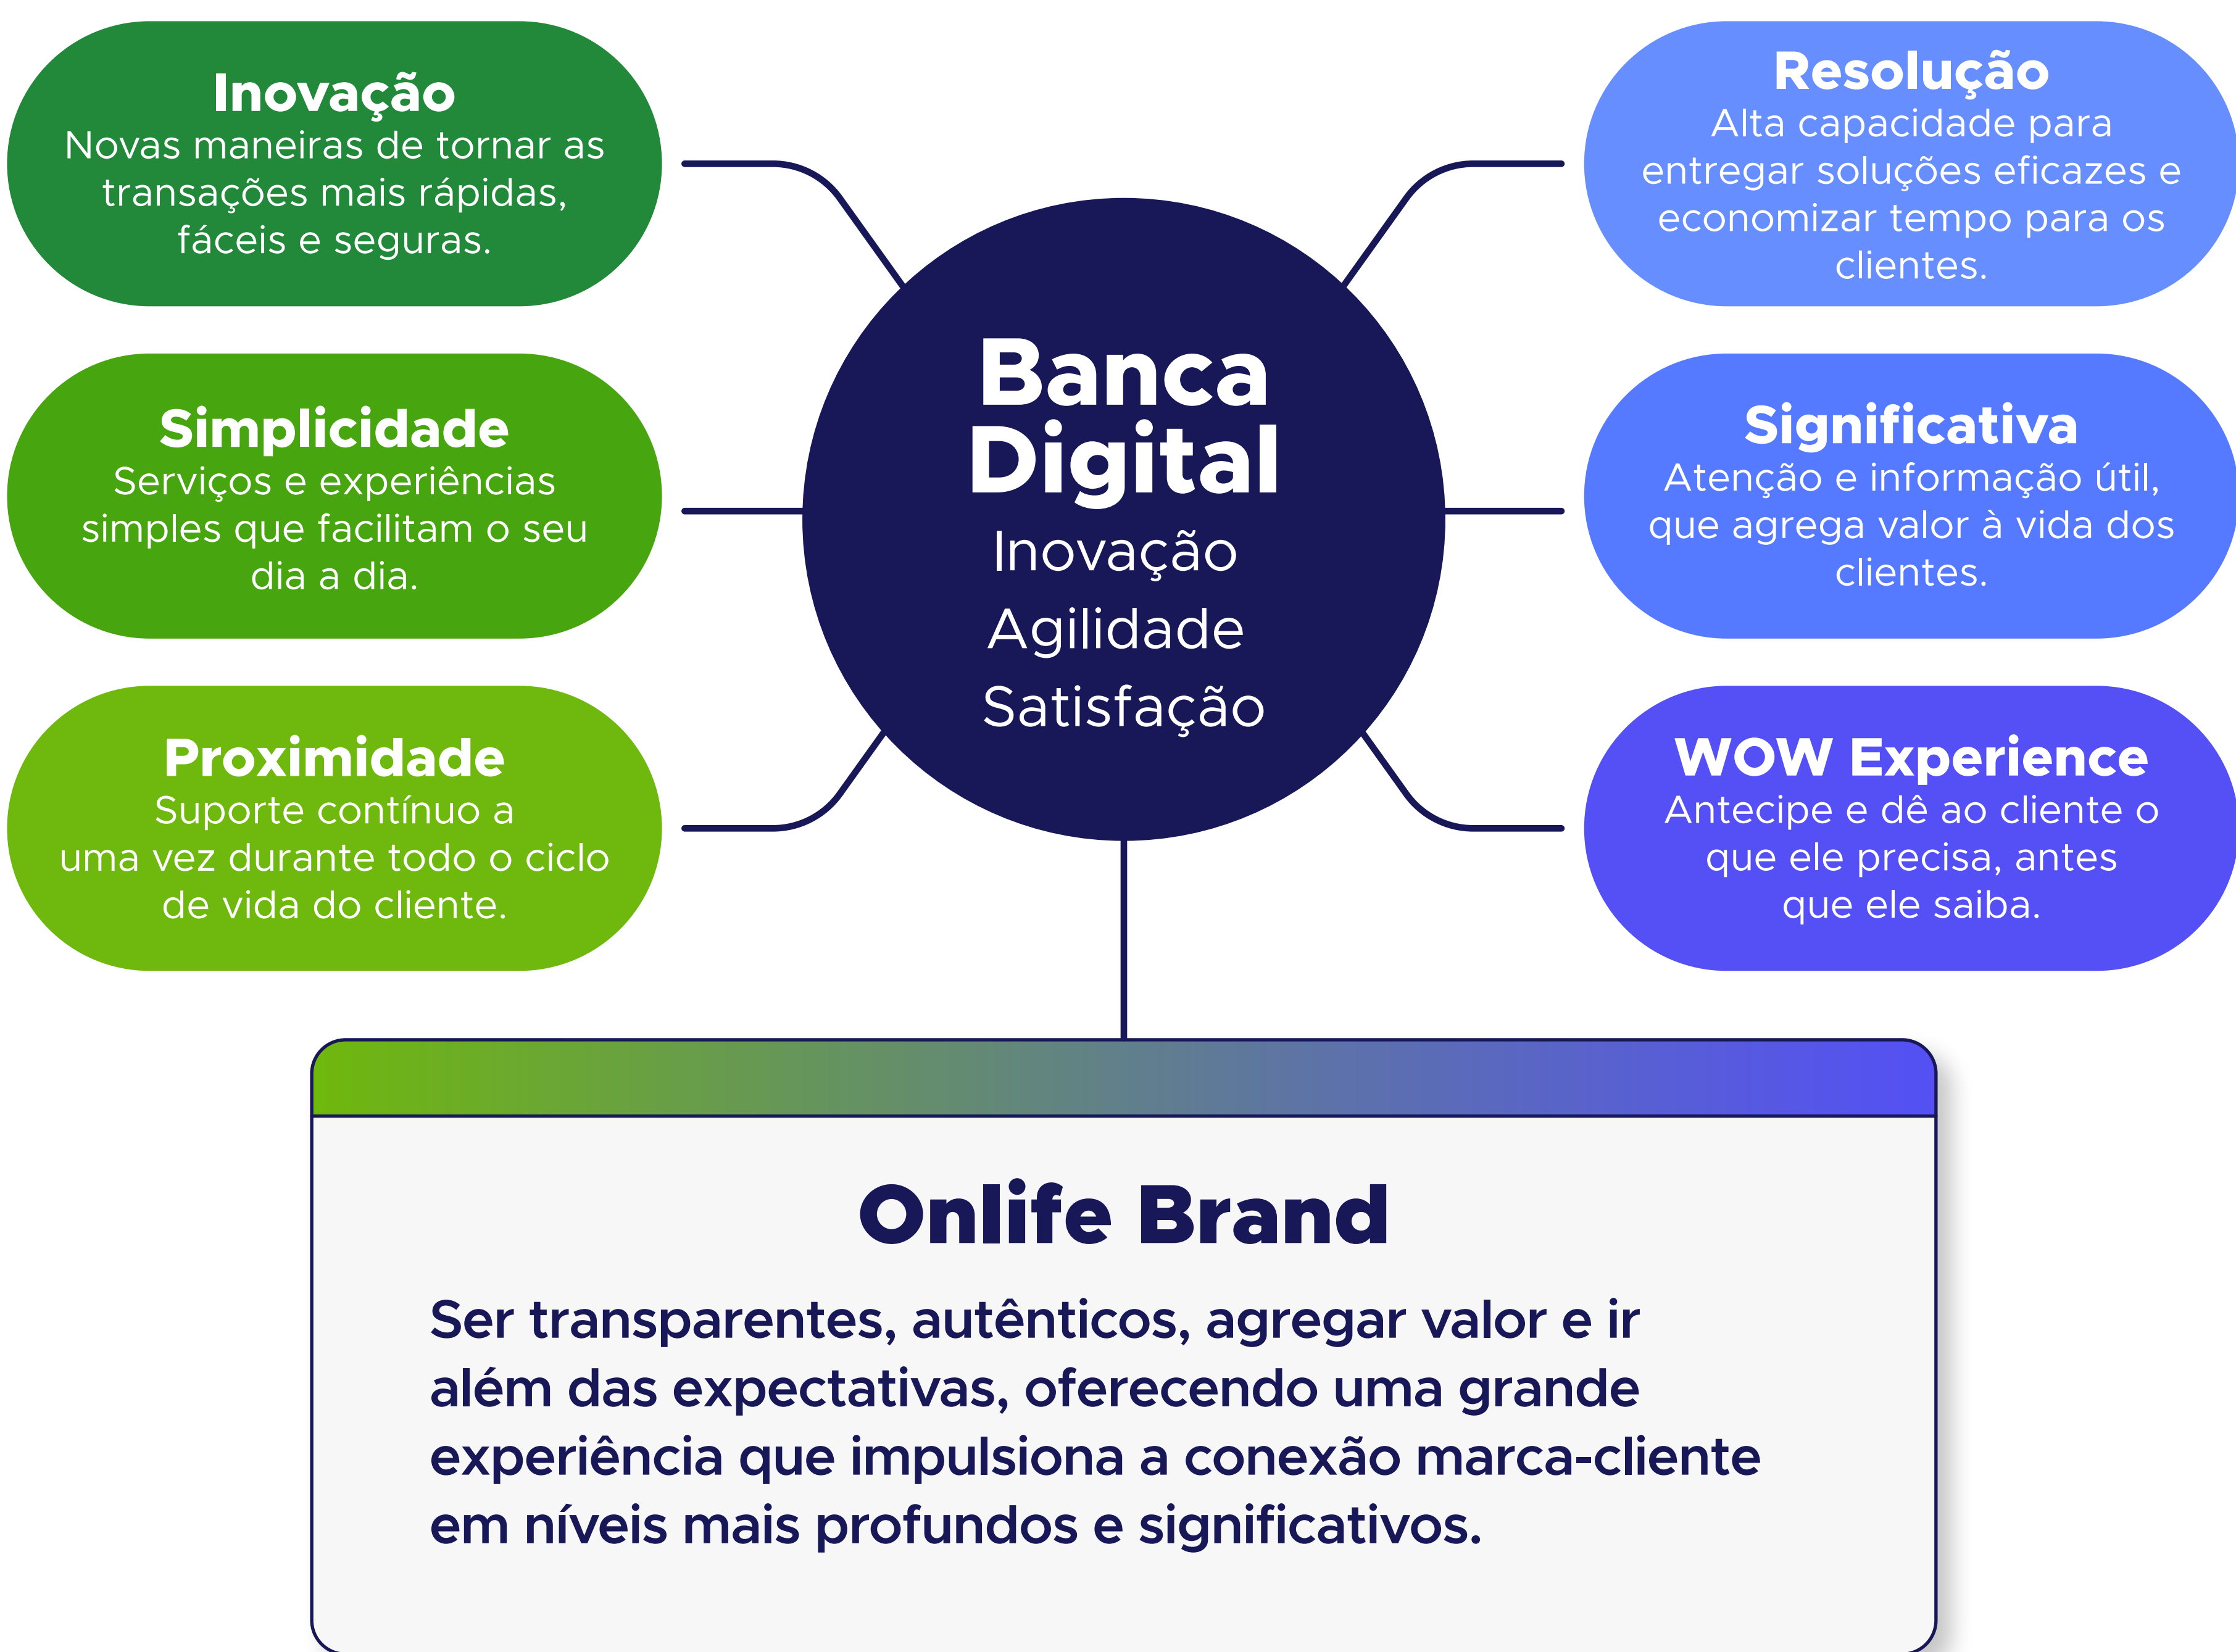 Inovação
Novas maneiras de tornar as
transações mais rápidas,
fáceis e seguras.
Simplicidade
Serviços e experiências
simples que facilitam o seu
dia a dia.
Proximidade
Suporte contínuo a
uma vez durante todo o ciclo
de vida do cliente.
Banca
Digital
Inovação
Agilidade
Satisfação
Resolução
Alta capacidade para
entregar soluções eficazes e
economizar tempo para os
clientes.
Significativa
Atenção e informação útil,
que agrega valor à vida dos
clientes.
WOW Experience
Antecipe e dê ao cliente o
que ele precisa, antes
que ele saiba.
Onlife Brand
Ser transparentes, autênticos, agregar valor e ir
além das expectativas, oferecendo uma grande
experiência que impulsiona a conexão marca-cliente
em níveis mais profundos e significativos.